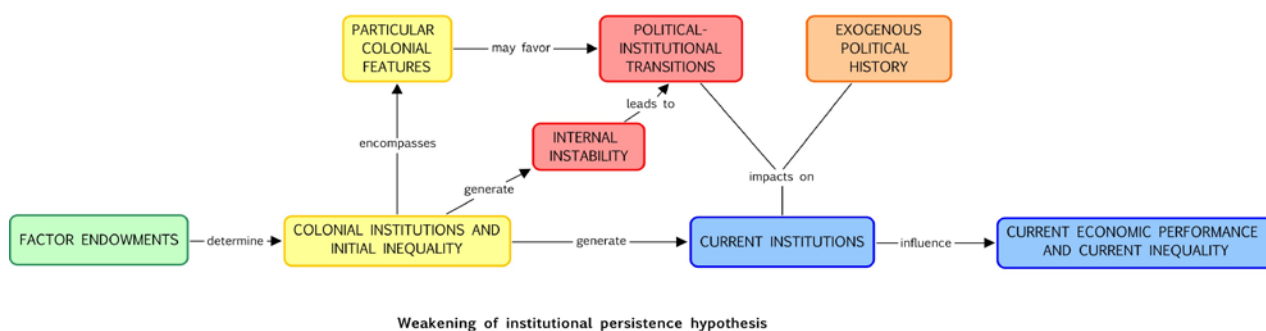 PARTICULAR
COLONIAL
FEATURES
may favor
POLITICAL-
INSTITUTIONAL
TRANSITIONS
EXOGENOUS
POLITICAL
HISTORY
leads to
encompasses
INTERNAL
INSTABILITY
impacts on
generate
FACTOR ENDOWMENTS
determine
COLONIAL INSTITUTIONS AND
INITIAL INEQUALITY
generate
CURRENT INSTITUTIONS
influence
CURRENT ECONOMIC PERFORMANCE
AND CURRENT INEQUALITY
Weakening of institutional persistence hypothesis